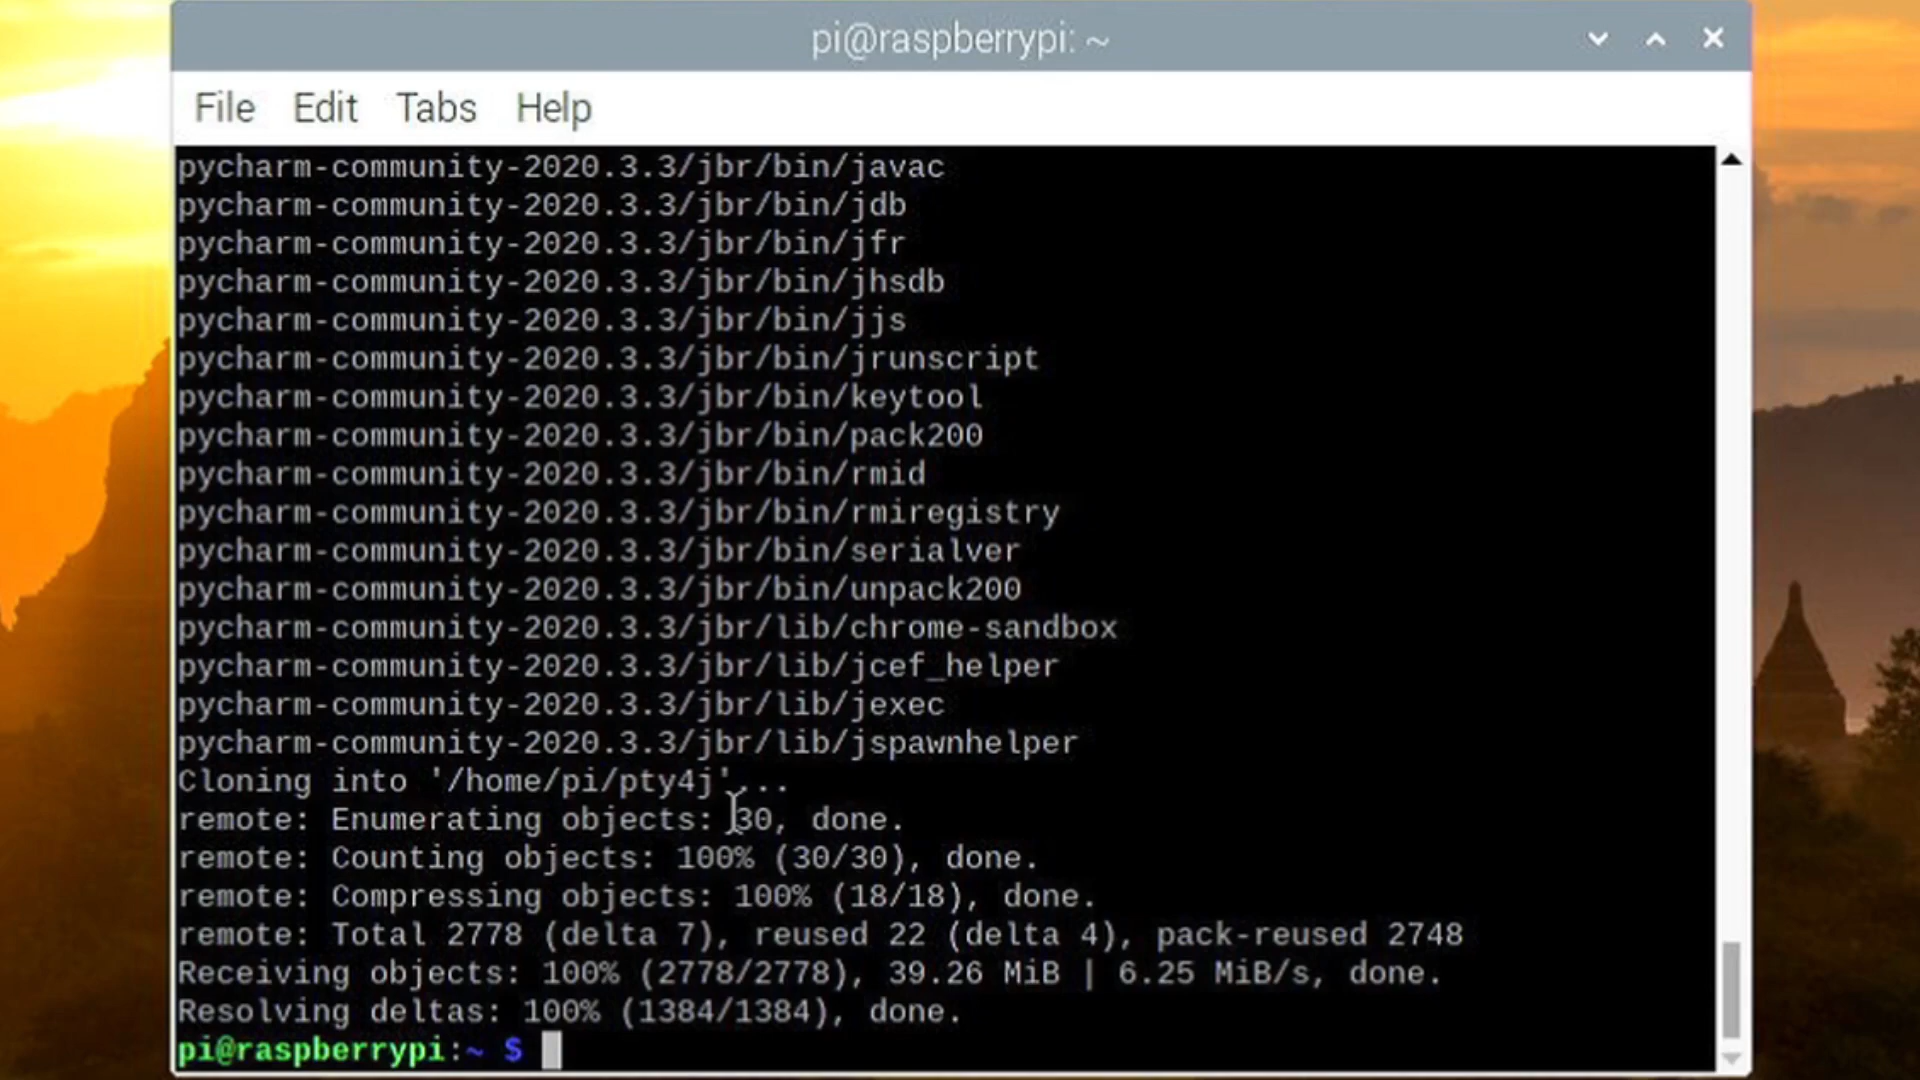 pi@raspberrypi: ~
File Edit Tabs Help
pycharm-community-2020.3.3/jbr/bin/javac
pycharm-community-2020.3.3/jbr/bin/jdb
pycharm-community-2020.3.3/jbr/bin/jfr
pycharm-community-2020.3.3/jbr/bin/jhsdb
pycharm-community-2020.3.3/jbr/bin/jjs
pycharm-community-2020.3.3/jbr/bin/jrunscript
pycharm-community-2020.3.3/jbr/bin/keytool
pycharm-community-2020.3.3/jbr/bin/pack200
pycharm-community-2020.3.3/jbr/bin/rmid
pycharm-community-2020.3.3/jbr/bin/rmiregistry
pycharm-community-2020.3.3/jbr/bin/serialver
pycharm-community-2020.3.3/jbr/bin/unpack200
pycharm-community-2020.3.3/jbr/lib/chrome-sandbox
pycharm-community-2020.3.3/jbr/lib/jcef_helper
pycharm-community-2020.3.3/jbr/lib/jexec
pycharm-community-2020.3.3/jbr/lib/jspawnhelper
Cloning into '/home/pi/pty4j'...
remote: Enumerating objects: 30, done.
remote: Counting objects: 100% (30/30), done.
remote: Compressing objects: 100% (18/18), done.
remote: Total 2778 (delta 7), reused 22 (delta 4), pack-reused 2748
Receiving objects: 100% (2778/2778), 39.26 MiB | 6.25 MiB/s, done.
Resolving deltas: 100% (1384/1384), done.
pi@raspberrypi:~ $